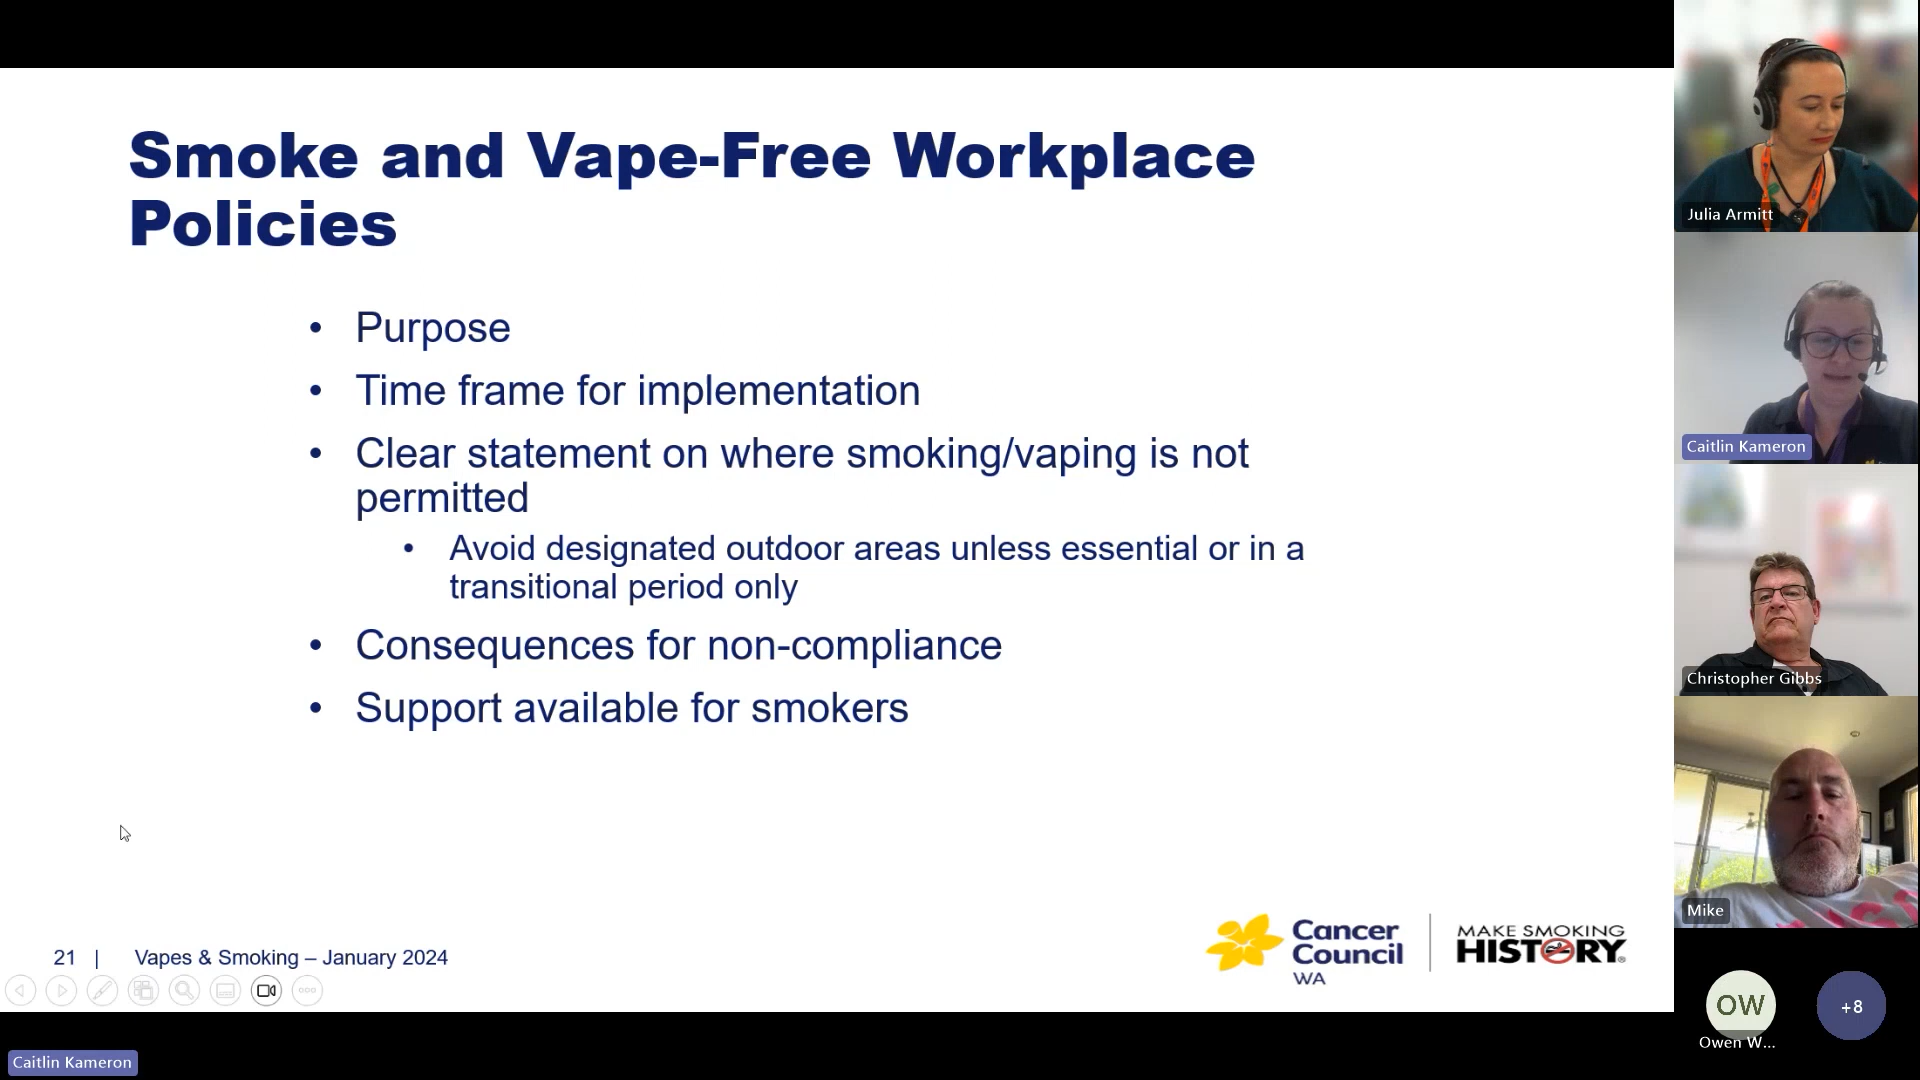 Smoke and Vape-Free Workplace
Policies
• Purpose
• Time frame for implementation
• Clear statement on where smoking/vaping is not
permitted
• Avoid designated outdoor areas unless essential or in a
transitional period only
• Consequences for non-compliance
• Support available for smokers
21 | Vapes & Smoking – January 2024
Cancer
Council
WA
MAKE SMOKING
HISTORY®
Caitlin Kameron
Julia Armitt
Caitlin Kameron
Christopher Gibbs
Mike
OW
Owen W...
+8